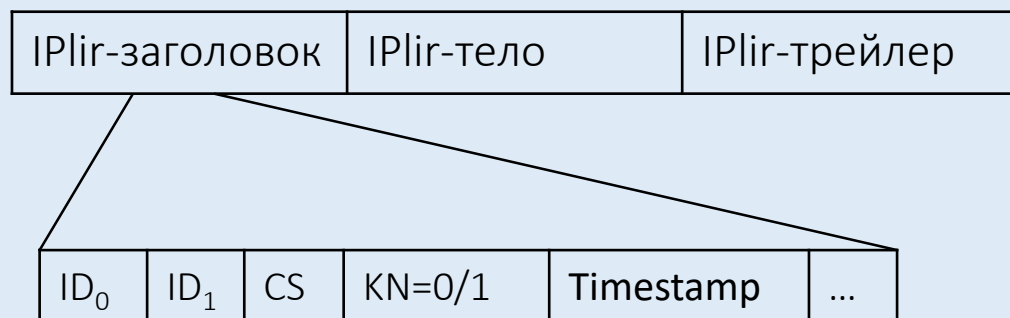 IPlir-заголовок IPlir-тело IPlir-трейлер
ID₀ ID₁ CS KN=0/1 Timestamp ...